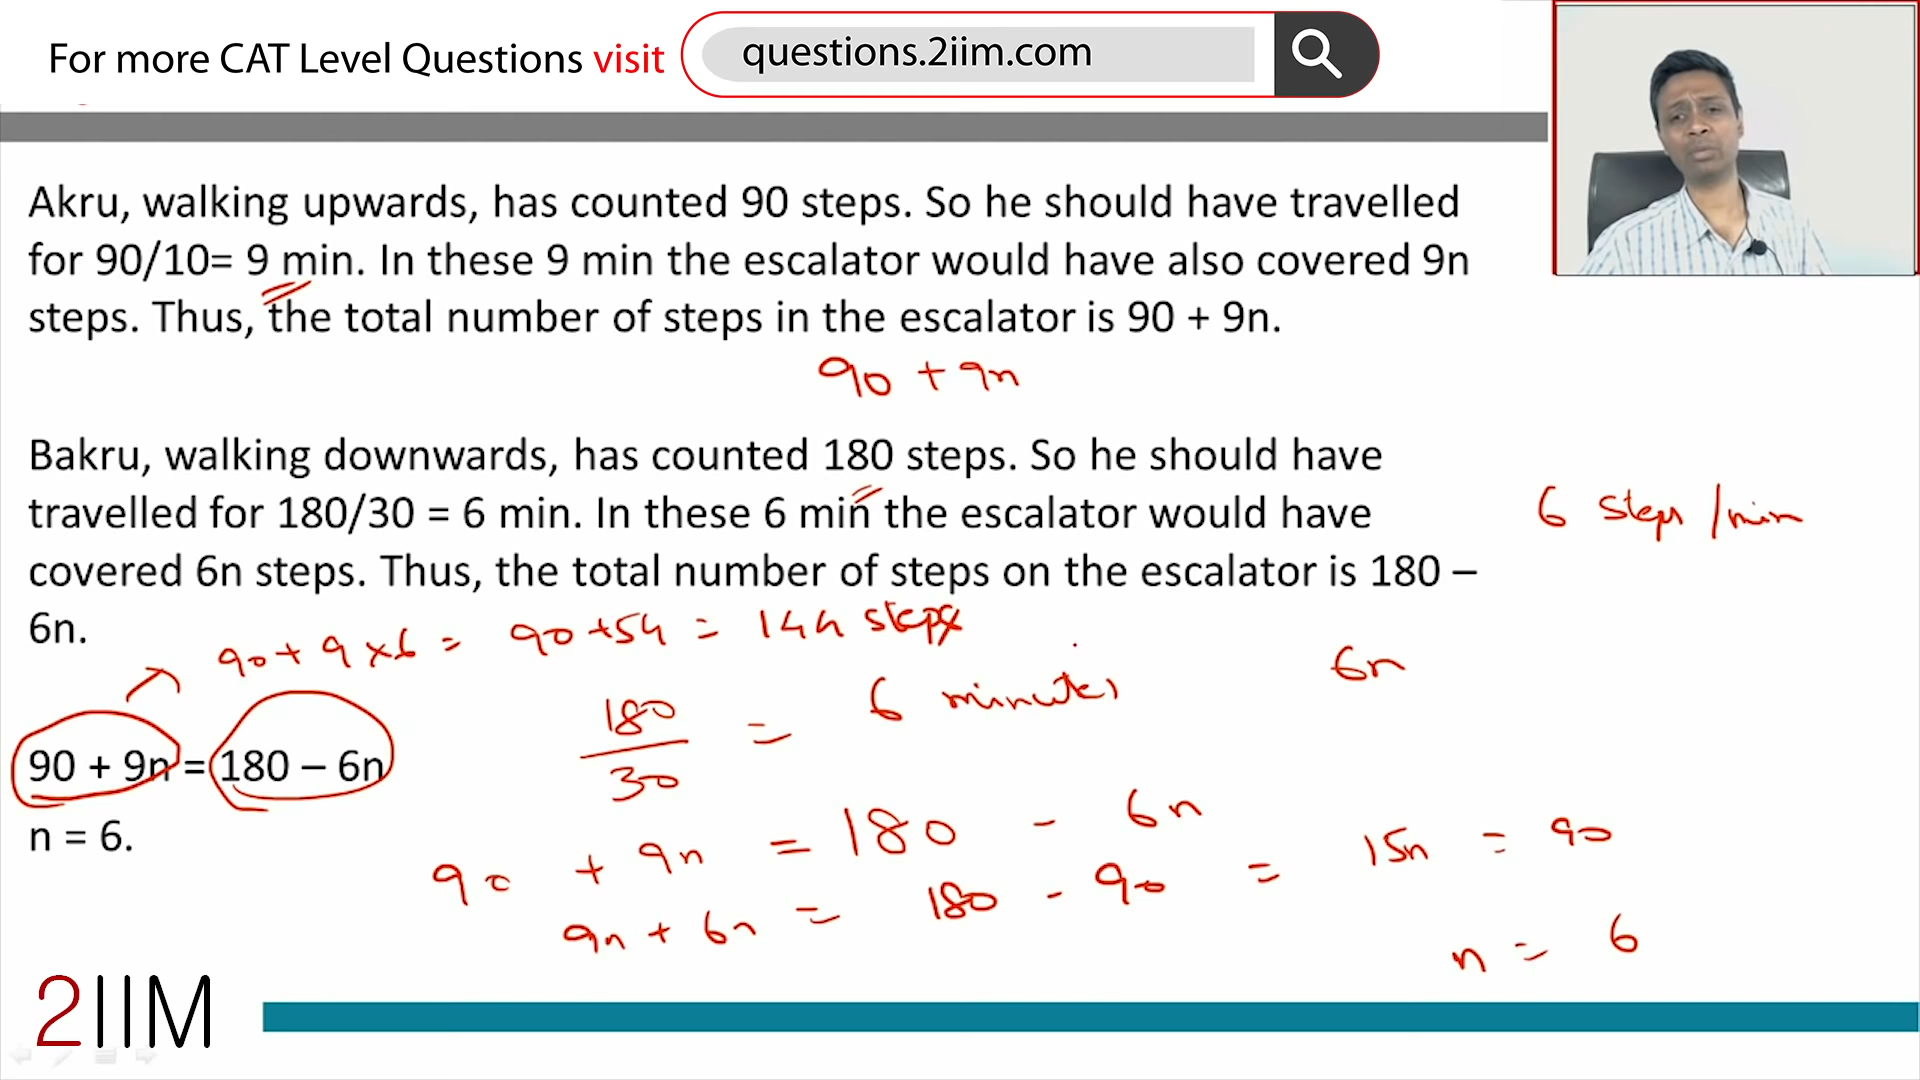 For more CAT Level Questions visit questions.2iim.com
Akru, walking upwards, has counted 90 steps. So he should have travelled
for 90/10= 9 min. In these 9 min the escalator would have also covered 9n
steps. Thus, the total number of steps in the escalator is 90 + 9n.
90 + 9n
Bakru, walking downwards, has counted 180 steps. So he should have
travelled for 180/30 = 6 min. In these 6 min the escalator would have
covered 6n steps. Thus, the total number of steps on the escalator is 180 –
6n.
6 steps/min
90 + 9 x 6 = 90 + 54 = 144 steps
6n
180
30
= 6 minutes
90 + 9n = 180 – 6n
n = 6.
90 + 9n = 180 - 6n
9n + 6n = 180 - 90 = 15n = 90
n = 6
2IIM